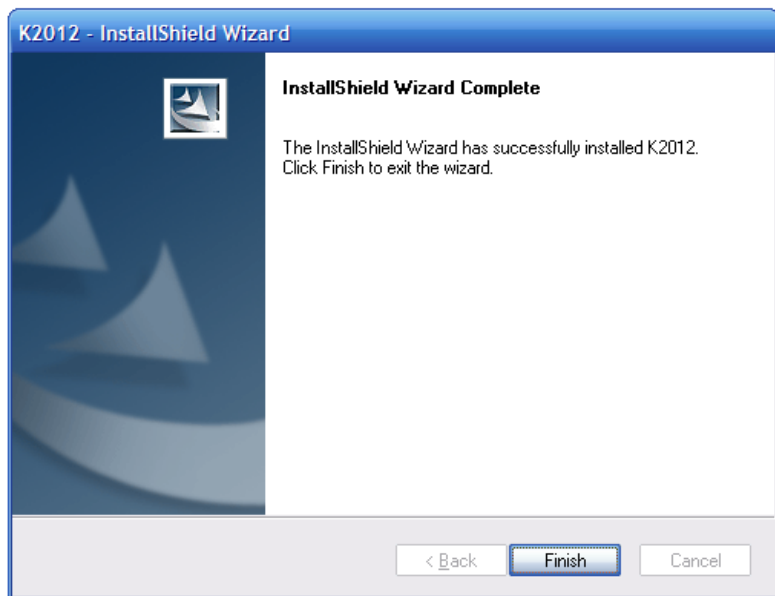 K2012 - InstallShield Wizard
InstallShield Wizard Complete
The InstallShield Wizard has successfully installed K2012.
Click Finish to exit the wizard.
< Back
Finish
Cancel